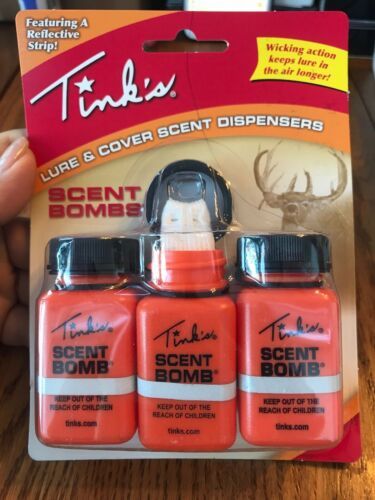 Featuring A
Reflective
Strip!
Wicking action
keeps lure in
the air longer!
Tink's®
LURE & COVER SCENT DISPENSERS
SCENT
BOMBS
Tink's®
SCENT
BOMB®
KEEP OUT OF THE
REACH OF CHILDREN
tinks.com
Tink's®
SCENT
BOMB®
KEEP OUT OF THE
REACH OF CHILDREN
tinks.com
Tink's®
SCENT
BOMB®
KEEP OUT OF THE
REACH OF CHILDREN
tinks.com